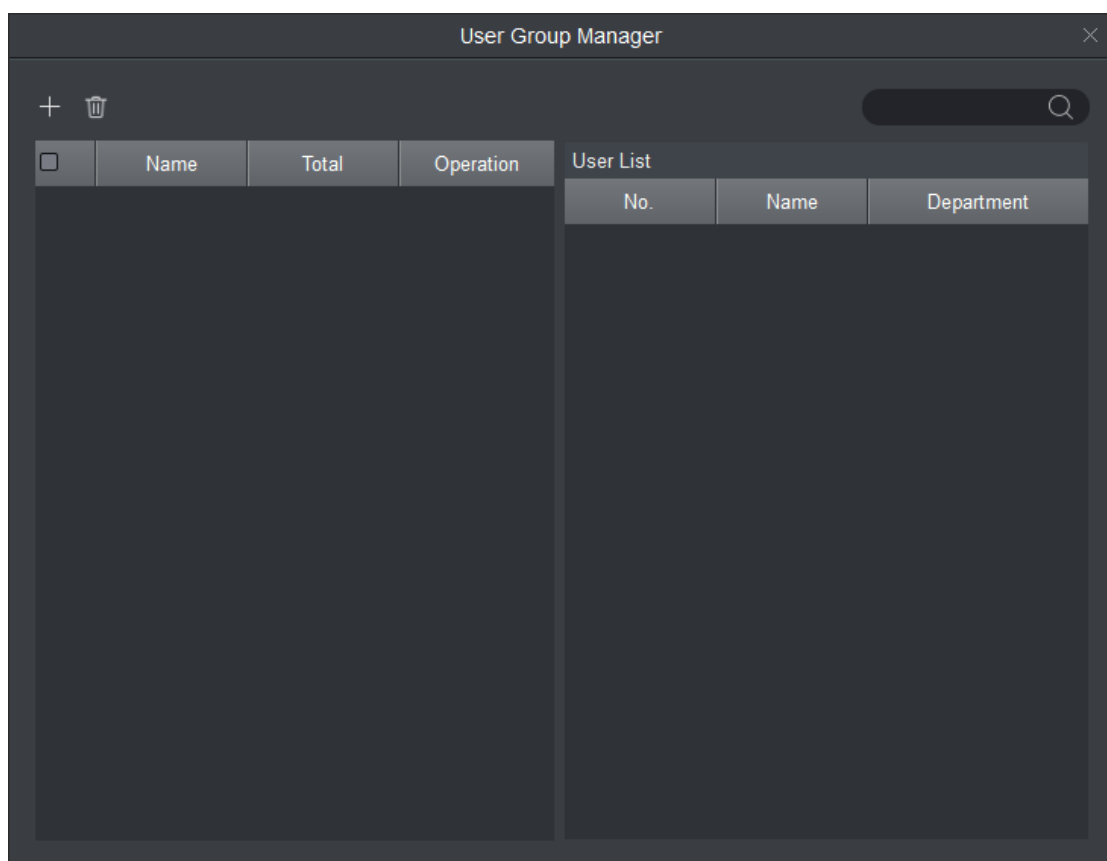 User Group Manager
Name Total Operation
User List
No. Name Department